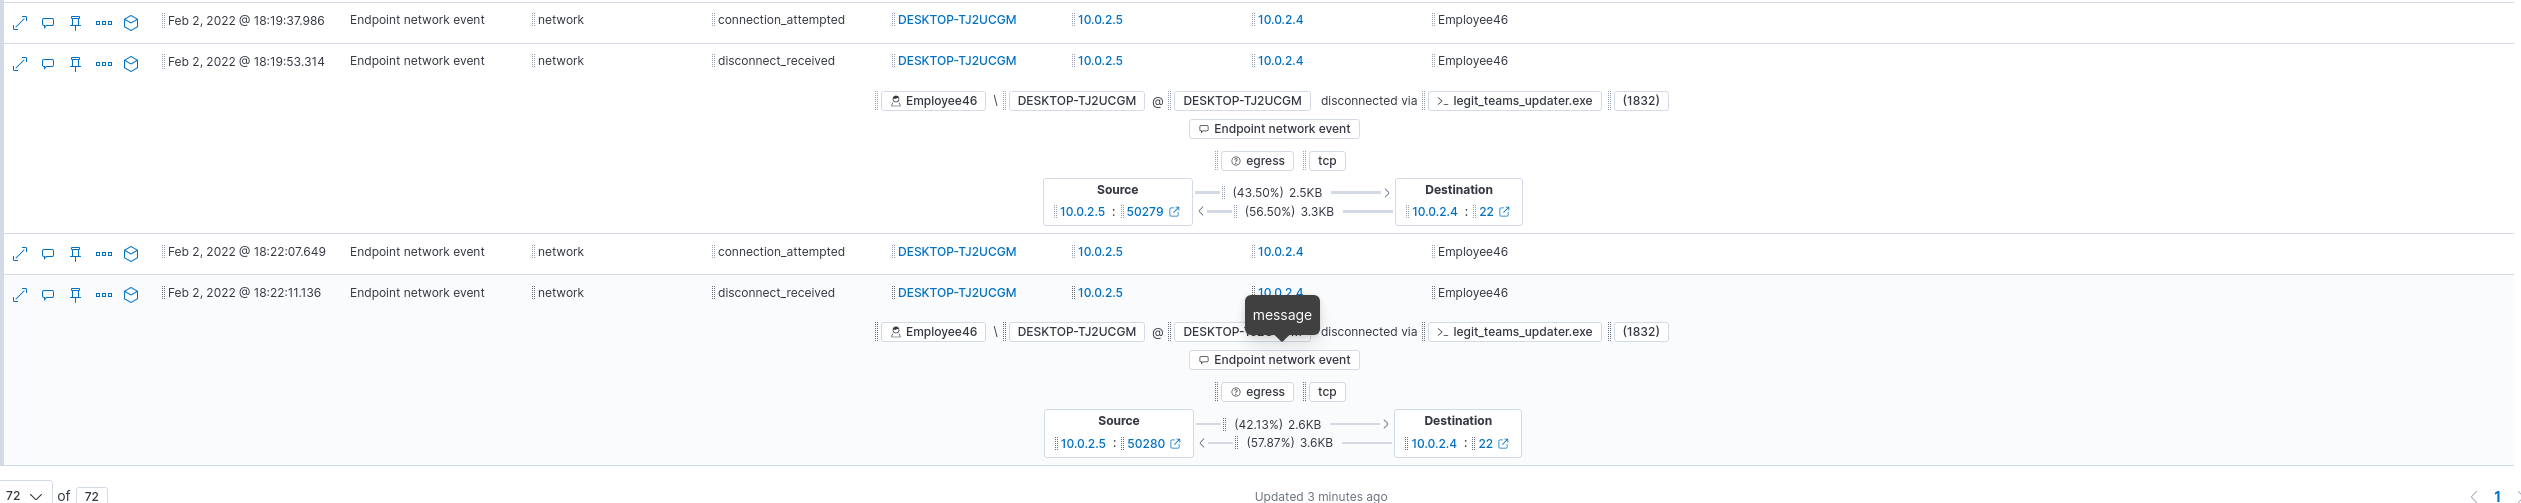 Feb 2, 2022 @ 18:19:37.986 Endpoint network event network connection_attempted DESKTOP-TJ2UCGM 10.0.2.5 10.0.2.4 Employee46
Feb 2, 2022 @ 18:19:53.314 Endpoint network event network disconnect_received DESKTOP-TJ2UCGM 10.0.2.5 10.0.2.4 Employee46
Employee46 \ DESKTOP-TJ2UCGM @ DESKTOP-TJ2UCGM disconnected via >_ legit_teams_updater.exe (1832)
Endpoint network event
egress tcp
Source (43.50%) 2.5KB Destination
10.0.2.5 : 50279 (56.50%) 3.3KB 10.0.2.4 : 22
Feb 2, 2022 @ 18:22:07.649 Endpoint network event network connection_attempted DESKTOP-TJ2UCGM 10.0.2.5 10.0.2.4 Employee46
Feb 2, 2022 @ 18:22:11.136 Endpoint network event network disconnect_received DESKTOP-TJ2UCGM 10.0.2.5 10.0.2.4 Employee46
message
Employee46 \ DESKTOP-TJ2UCGM @ disconnected via >_ legit_teams_updater.exe (1832)
Endpoint network event
egress tcp
Source (42.13%) 2.6KB Destination
10.0.2.5 : 50280 (57.87%) 3.6KB 10.0.2.4 : 22
72 of 72 Updated 3 minutes ago 1